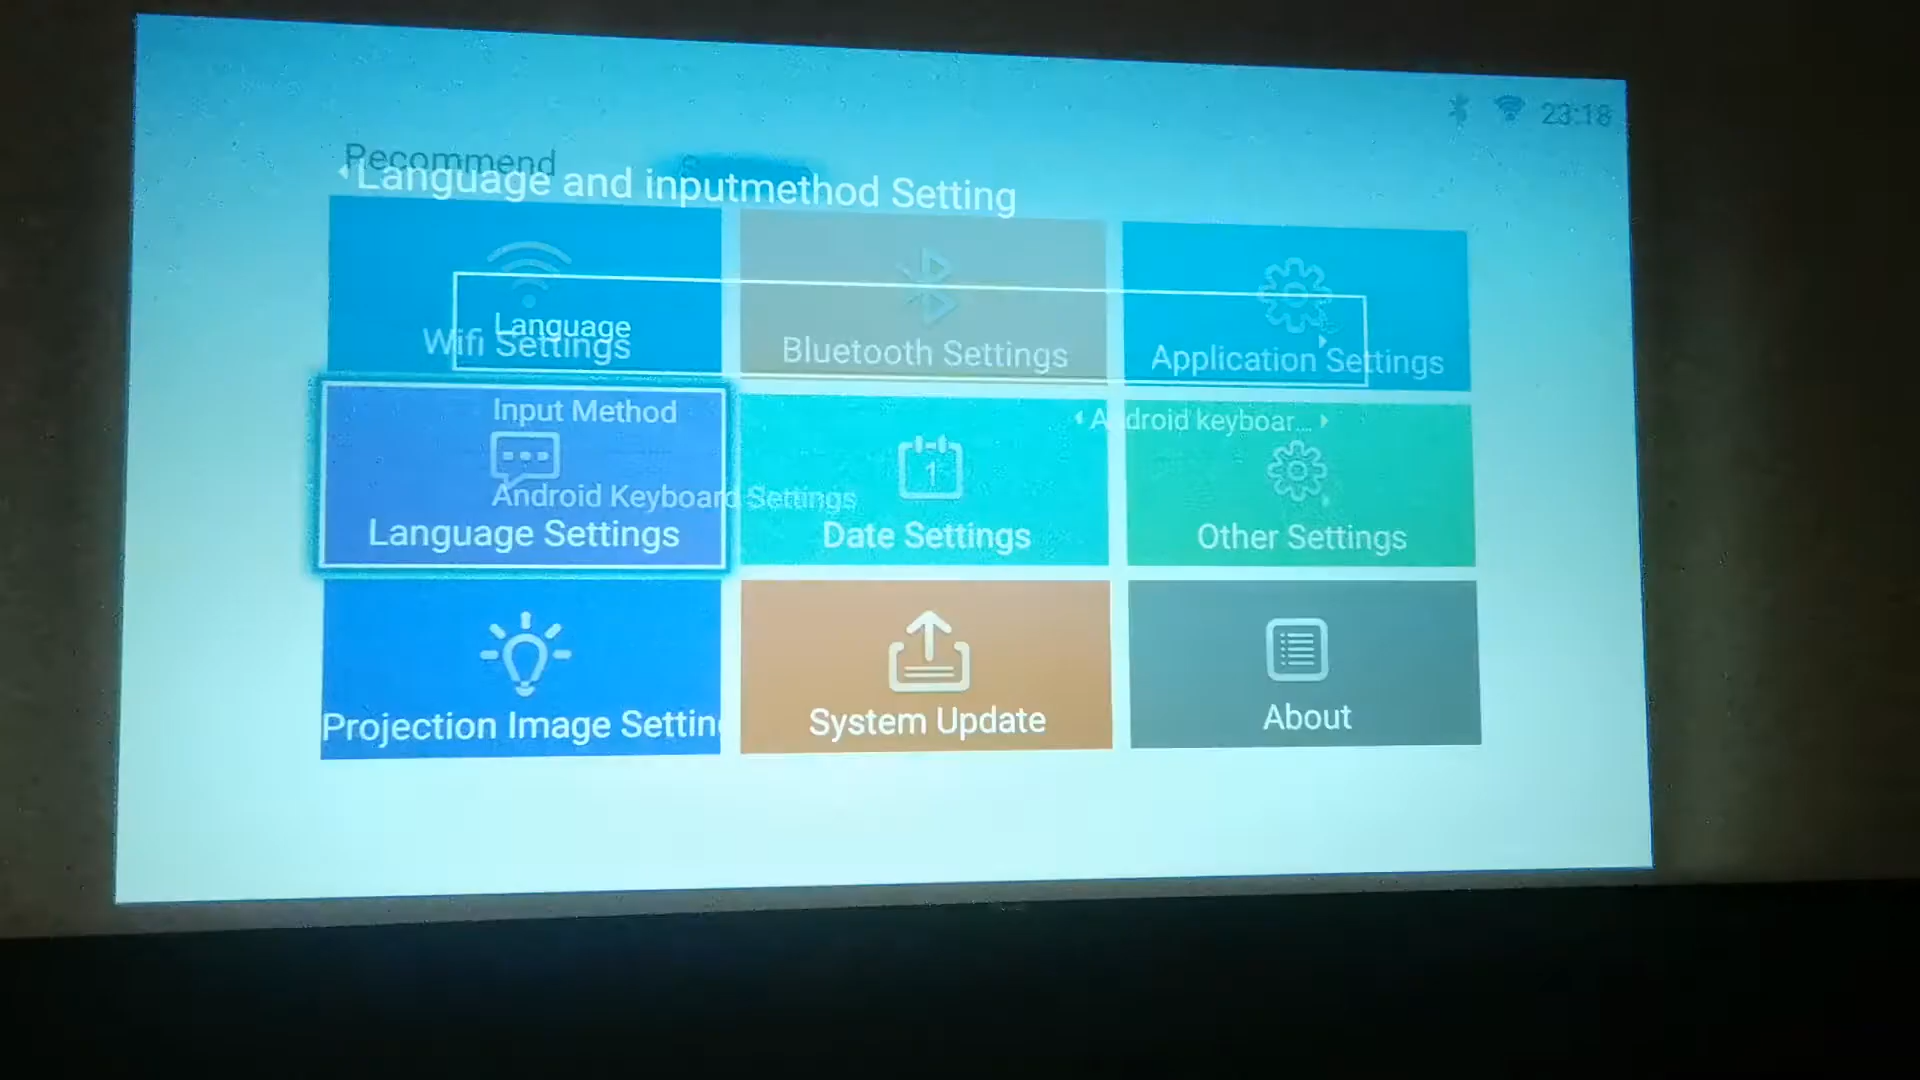 23:18
Recommend
Language and inputmethod Setting
Language
Wifi Settings
Bluetooth Settings
Application Settings
Input Method
Android keyboar...
Android Keyboard Settings
1
Language Settings
Date Settings
Other Settings
Projection Image Settin
System Update
About